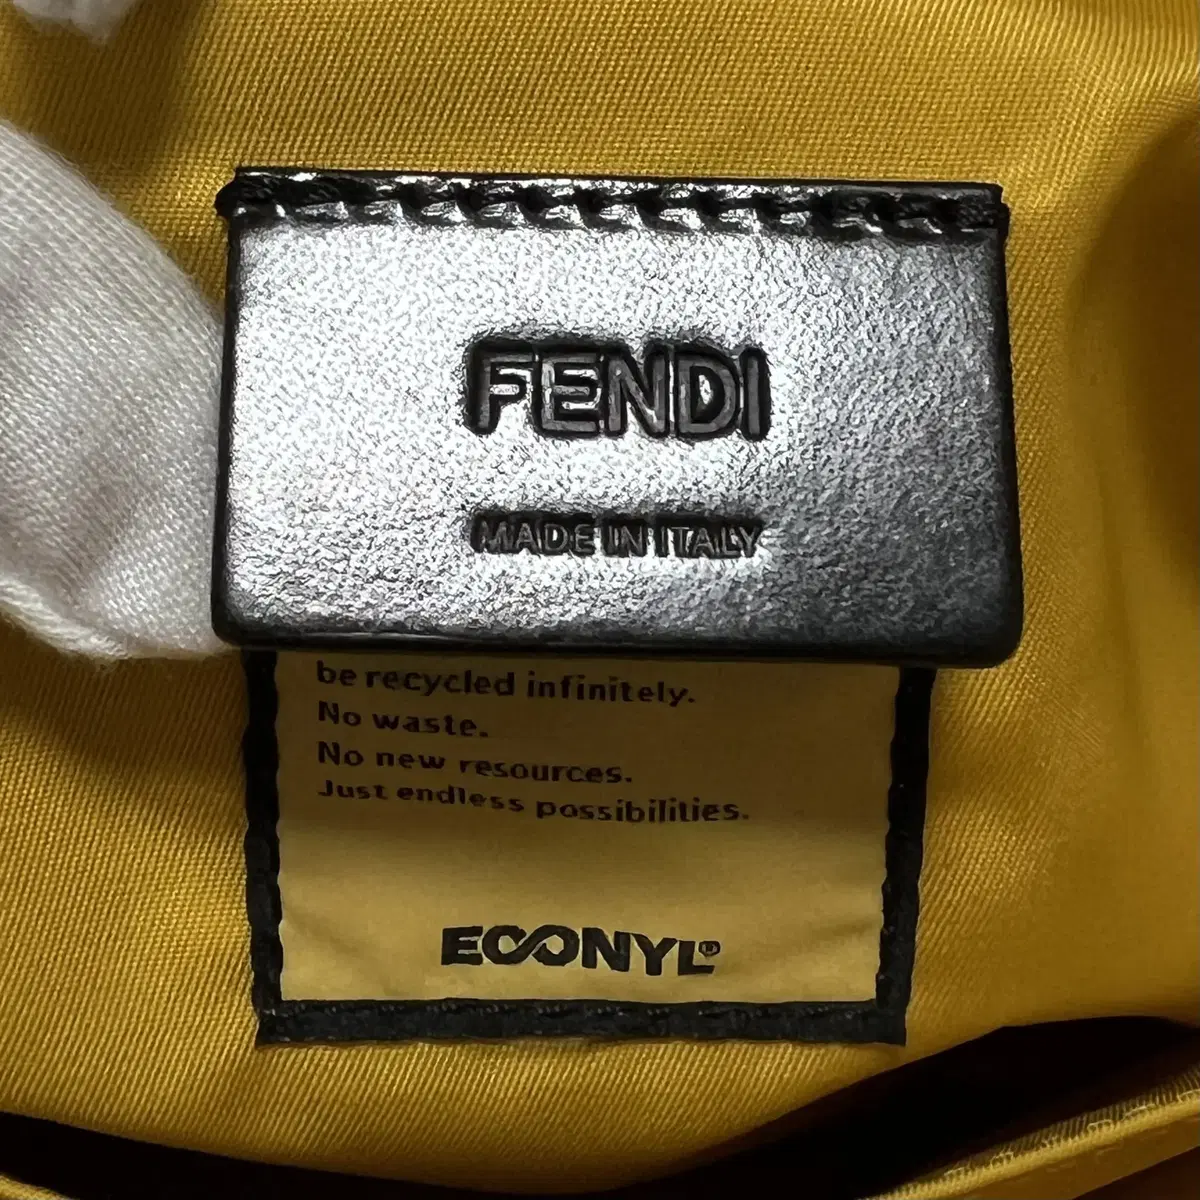 FENDI
MADE IN ITALY
be recycled infinitely.
No waste.
No new resources.
Just endless possibilities.
ECONYL®